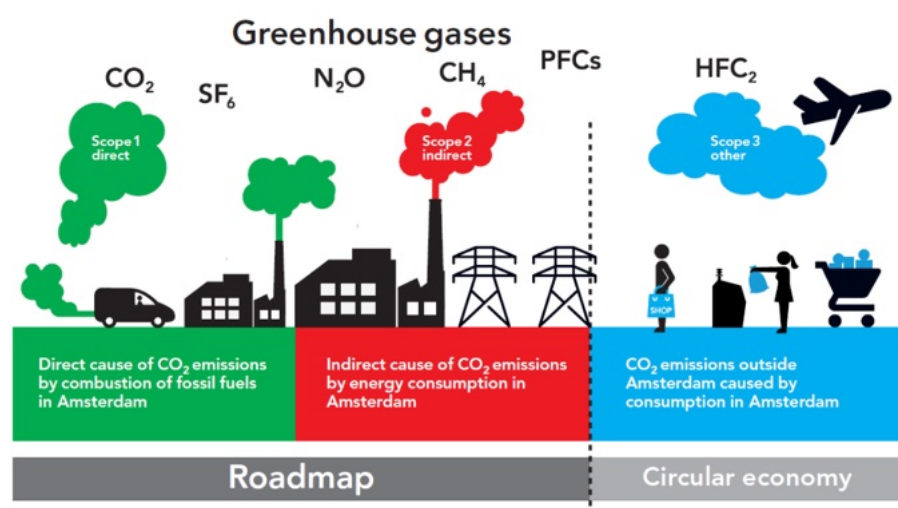 Greenhouse gases
CO₂
SF₆
N₂O
CH₄
PFCs
HFC₂
Scope 1
direct
Scope 2
indirect
Scope 3
other
SHOP
Direct cause of CO₂ emissions
by combustion of fossil fuels
in Amsterdam
Indirect cause of CO₂ emissions
by energy consumption in
Amsterdam
CO₂ emissions outside
Amsterdam caused by
consumption in Amsterdam
Roadmap
Circular economy